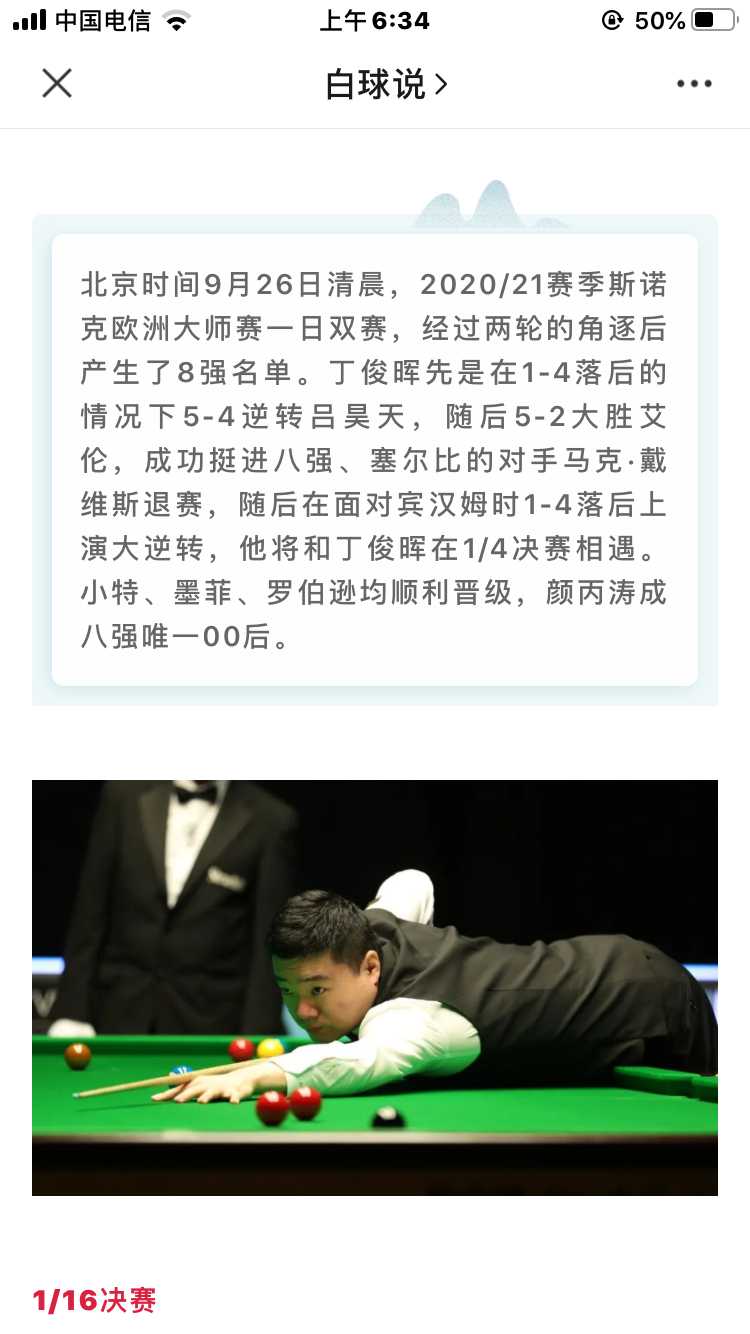 中国电信
上午6:34
50%
白球说
北京时间9月26日清晨，2020/21赛季斯诺
克欧洲大师赛一日双赛，经过两轮的角逐后
产生了8强名单。丁俊晖先是在1-4落后的
情况下5-4逆转吕昊天，随后5-2大胜艾
伦，成功挺进八强、塞尔比的对手马克·戴
维斯退赛，随后在面对宾汉姆时1-4落后上
演大逆转，他将和丁俊晖在1/4决赛相遇。
小特、墨菲、罗伯逊均顺利晋级，颜丙涛成
八强唯一00后。
1/16决赛